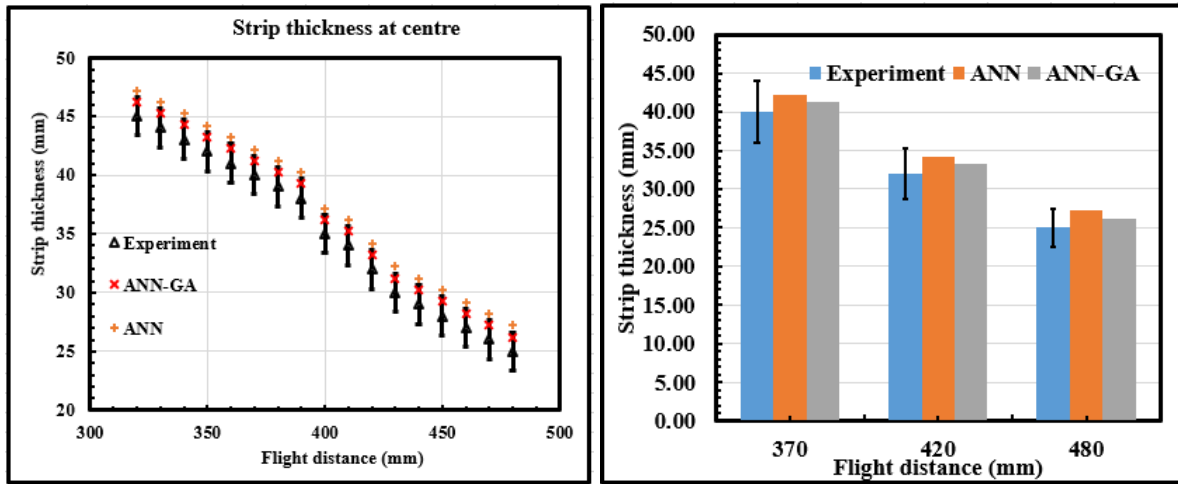 Strip thickness at centre
50
45
40
35
30
25
20
Strip thickness (mm)
Experiment
ANN-GA
ANN
300
350
400
450
500
Flight distance (mm)
50.00
45.00
40.00
35.00
30.00
25.00
20.00
15.00
10.00
5.00
0.00
Strip thickness (mm)
Experiment ANN ANN-GA
370
420
480
Flight distance (mm)